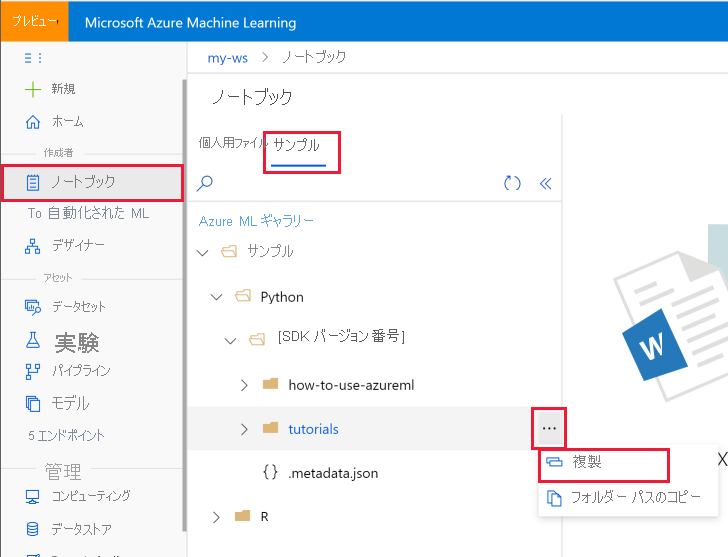 プレビュー
Microsoft Azure Machine Learning
新規
ホーム
作成者
ノートブック
To 自動化された ML
デザイナー
アセット
データセット
実験
パイプライン
モデル
5 エンドポイント
管理
コンピューティング
データストア
my-ws > ノートブック
ノートブック
個人用ファイル サンプル
Azure ML ギャラリー
サンプル
Python
[SDK バージョン番号]
how-to-use-azureml
tutorials ...
{} .metadata.json
R
複製
フォルダー パスのコピー
W
X